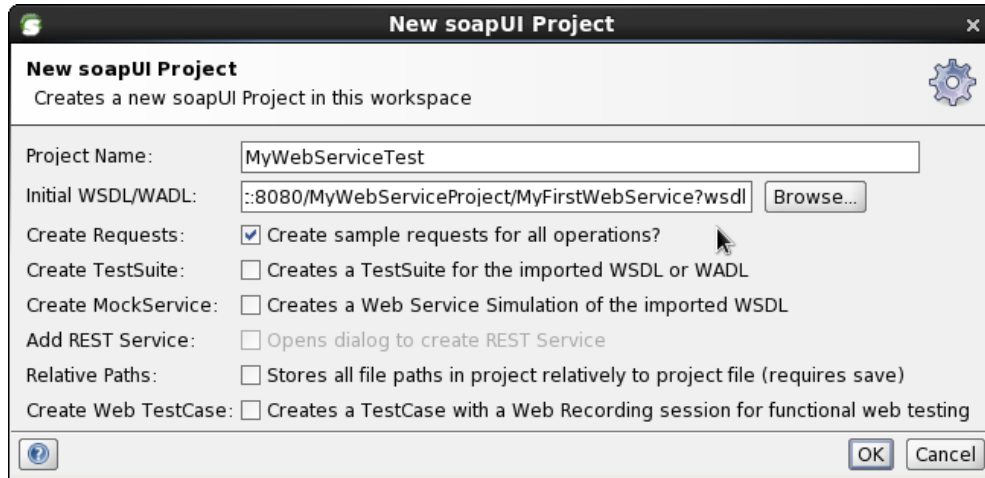 New soapUI Project
New soapUI Project
Creates a new soapUI Project in this workspace
Project Name: MyWebServiceTest
Initial WSDL/WADL: :8080/MyWebServiceProject/MyFirstWebService?wsdl Browse...
Create Requests: Create sample requests for all operations?
Create TestSuite: Creates a TestSuite for the imported WSDL or WADL
Create MockService: Creates a Web Service Simulation of the imported WSDL
Add REST Service: Opens dialog to create REST Service
Relative Paths: Stores all file paths in project relatively to project file (requires save)
Create Web TestCase: Creates a TestCase with a Web Recording session for functional web testing
OK Cancel